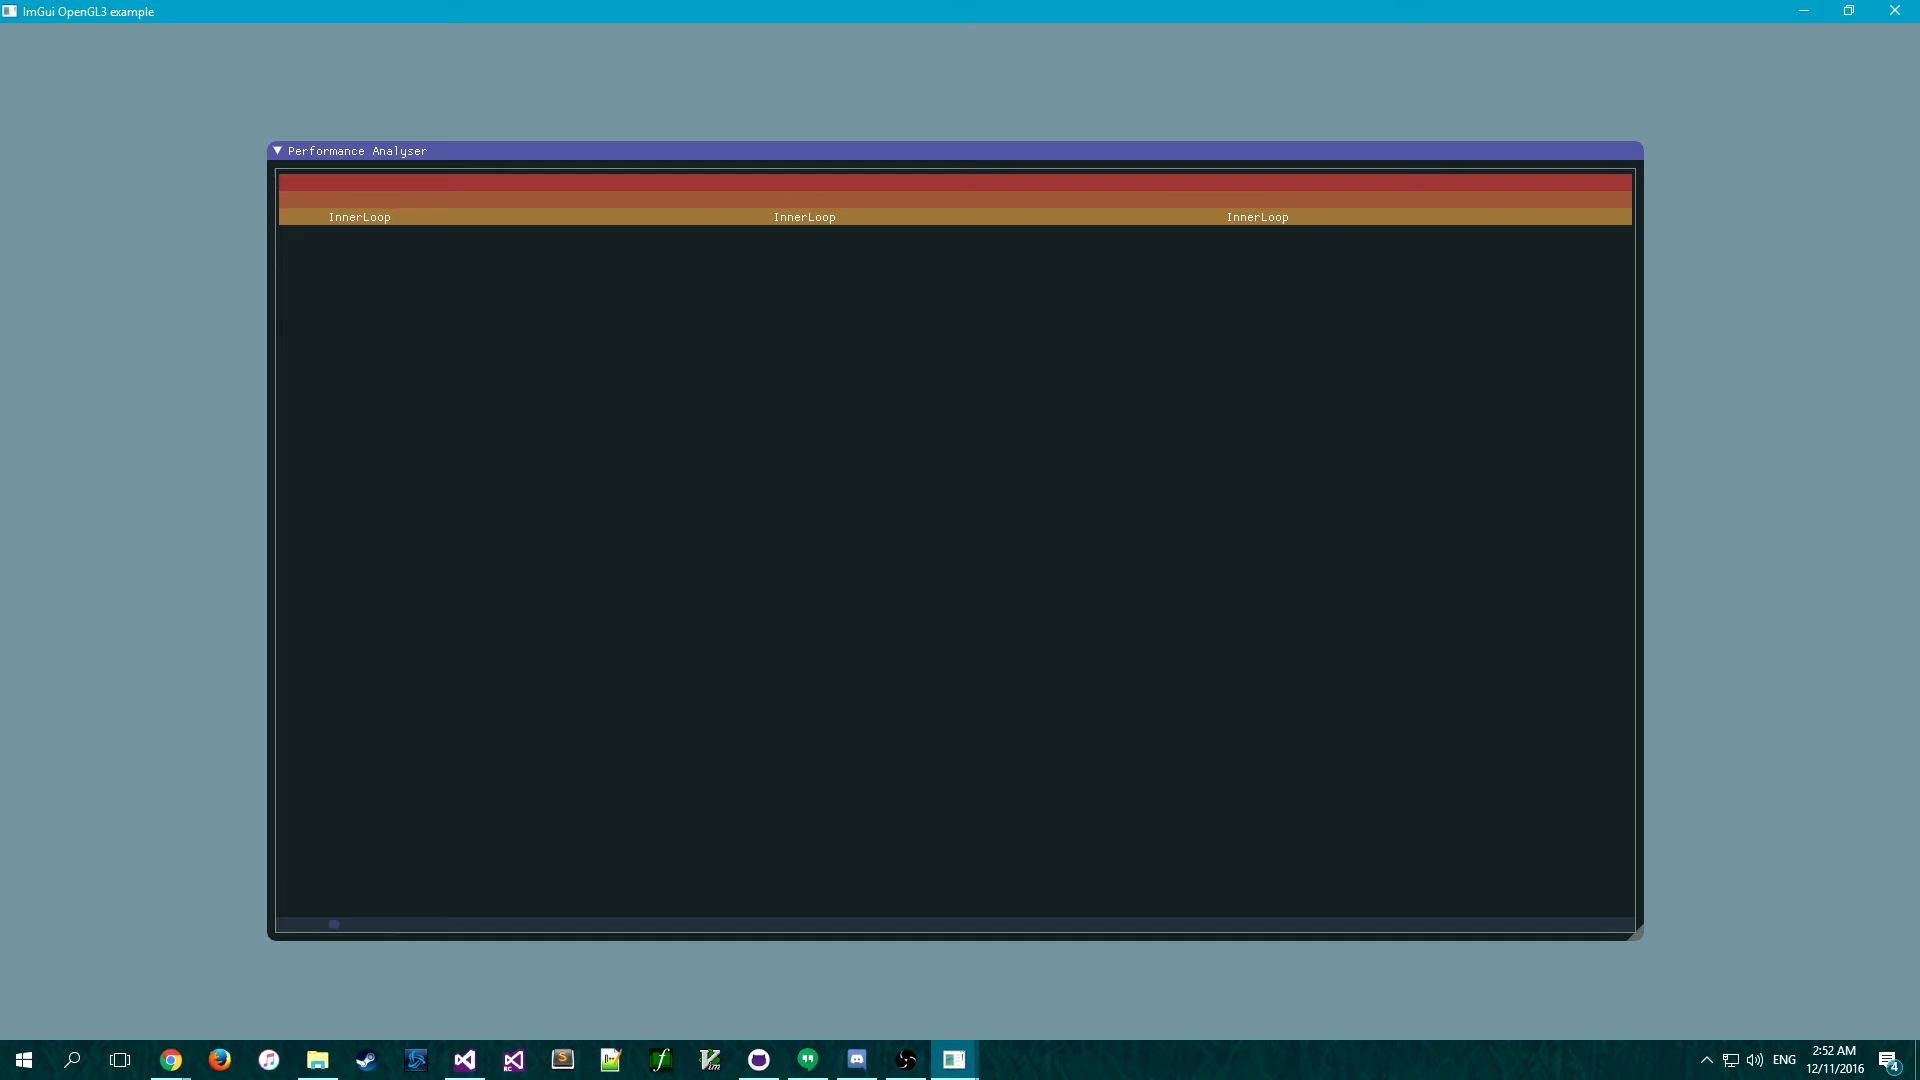 ImGui OpenGL3 example
Performance Analyser
InnerLoop InnerLoop InnerLoop
ENG
2:52 AM
12/11/2016
4